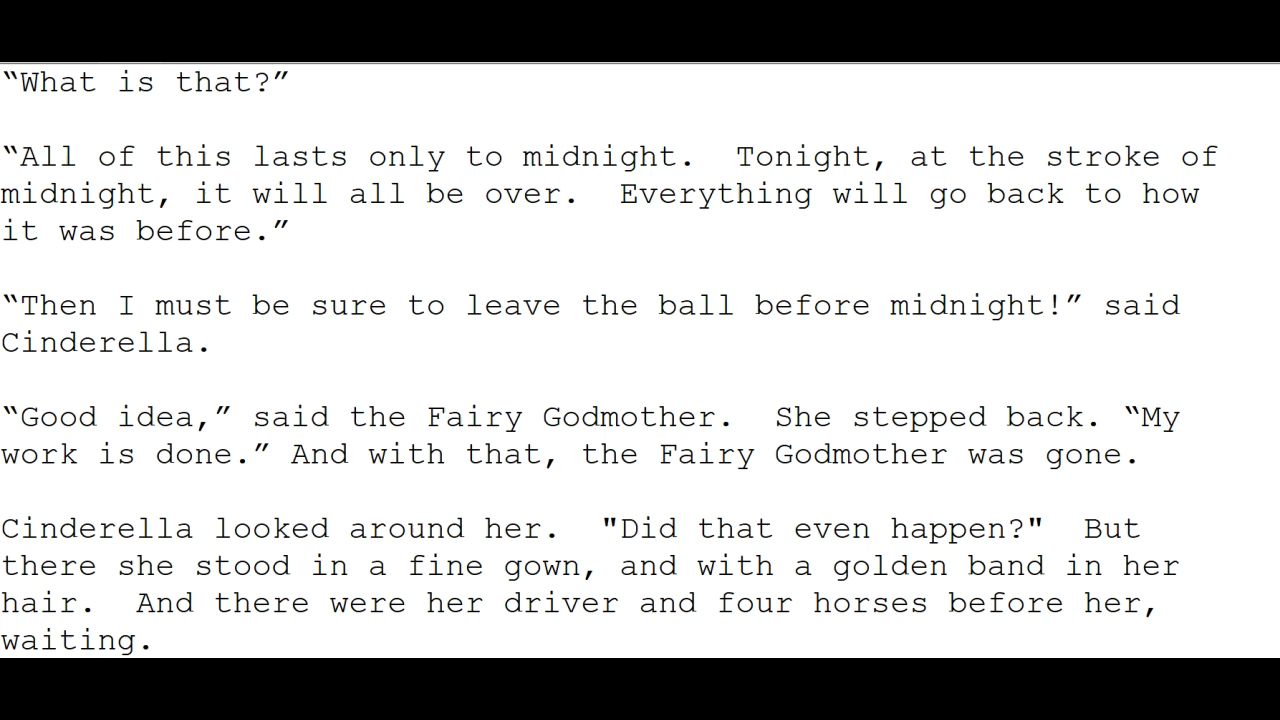 “What is that?”
“All of this lasts only to midnight.  Tonight, at the stroke of
midnight, it will all be over.  Everything will go back to how
it was before.”
“Then I must be sure to leave the ball before midnight!” said
Cinderella.
“Good idea,” said the Fairy Godmother.  She stepped back. “My
work is done.” And with that, the Fairy Godmother was gone.
Cinderella looked around her.  "Did that even happen?"  But
there she stood in a fine gown, and with a golden band in her
hair.  And there were her driver and four horses before her,
waiting.